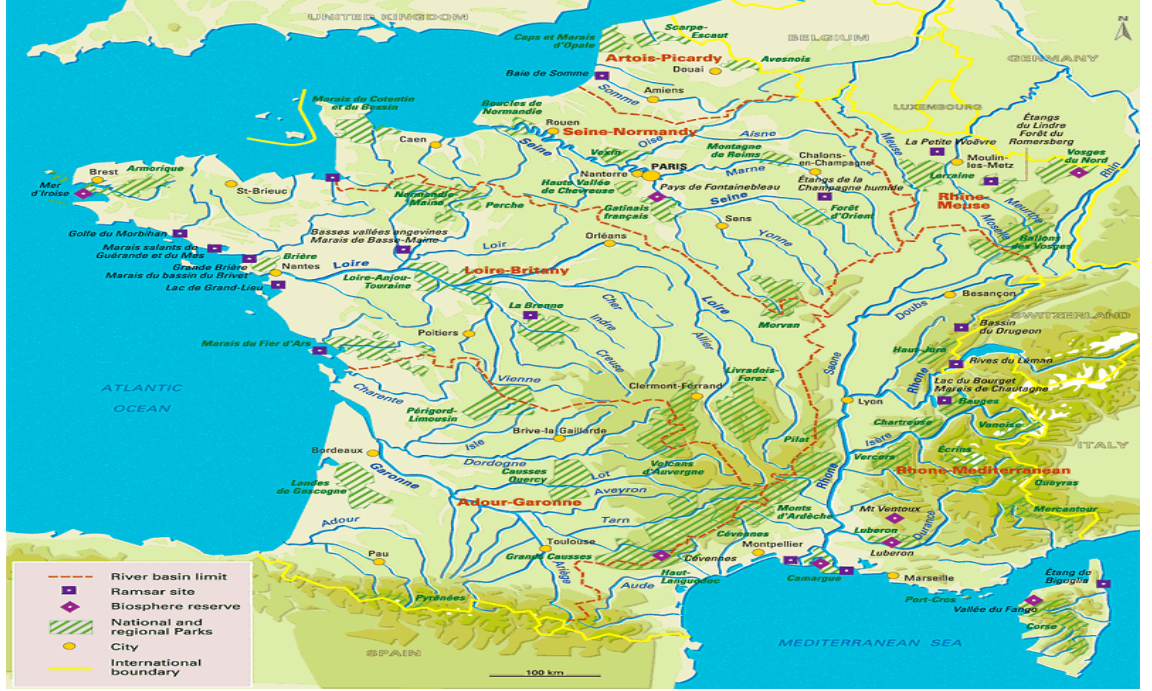 UNITED KINGDOM
N
Caps et Marais
d'Opale
Scarpe-
Escaut
BELGIUM
GERMANY
Artois-Picardy
Douai
Avesnois
Baie de Somme
Somme
Amiens
LUXEMBOURG
Marais du Cotentin
et du Bessin
Boucles de
Normandie
Rouen
Seine-Normandy
Oise
Aisne
Meuse
Étangs
du Lindre
Forêt du
Romersberg
La Petite Woëvre
Caen
Seine
Vexin
PARIS
Montagne
de Reims
Chalons-
en-Champagne
Moulin-
les-Metz
Vosges
du Nord
Rhin
Nanterre
Marne
Lorraine
Brest
Armorique
Mer
d'Iroise
St-Brieuc
Normandie
Maine
Perche
Haute Vallée
de Chevreuse
Pays de Fontainebleau
Étangs de la
Champagne humide
Rhine-
Meuse
Gatinais
français
Seine
Forêt
d'Orient
Meurthe
Moselle
Sens
Yonne
Golfe du Morbihan
Basses vallées angevines
Marais de Basse-Maine
Loir
Orléans
Ballons
des Vosges
Marais salants de
Guérande et du Mès
Brière
Grande Brière
Marais du bassin du Brivet
Nantes
Loire
Loire-Britany
Lac de Grand-Lieu
Loire-Anjou-
Touraine
La Brenne
Cher
Indre
Loire
Morvan
Doubs
Besançon
SWITZERLAND
Bassin
du Drugeon
Poitiers
Creuse
Allier
Saone
Haut-Jura
Marais du Fier d'Ars
Rives du Léman
Vienne
Livradois-
Forez
Rhone
Lac du Bourget
Marais de Chautagne
ATLANTIC
OCEAN
Charente
Clermont-Ferrand
Lyon
Bauges
Périgord-
Limousin
Chartreuse
Vanoise
Brive-la Gaillarde
Pilat
Isère
ITALY
Bordeaux
Isle
Vercors
Écrins
Dordogne
Garonne
Causses
Quercy
Lot
Volcans
d'Auvergne
Rhone
Rhone-Mediterranean
Landes
de Gascogne
Aveyron
Queyras
Adour-Garonne
Monts
d'Ardèche
Mt Ventoux
Mercantour
Adour
Tarn
Durance
Cévennes
Luberon
Toulouse
Montpellier
Pau
Grands Causses
Cévennes
Luberon
Ariège
Haut-
Languedoc
Camargue
Marseille
Étang de
Biguglia
Aude
Port-Cros
Pyrénées
Vallée du Fango
Corse
SPAIN
MEDITERRANEAN SEA
100 km
River basin limit
Ramsar site
Biosphere reserve
National and
regional Parks
City
International
boundary